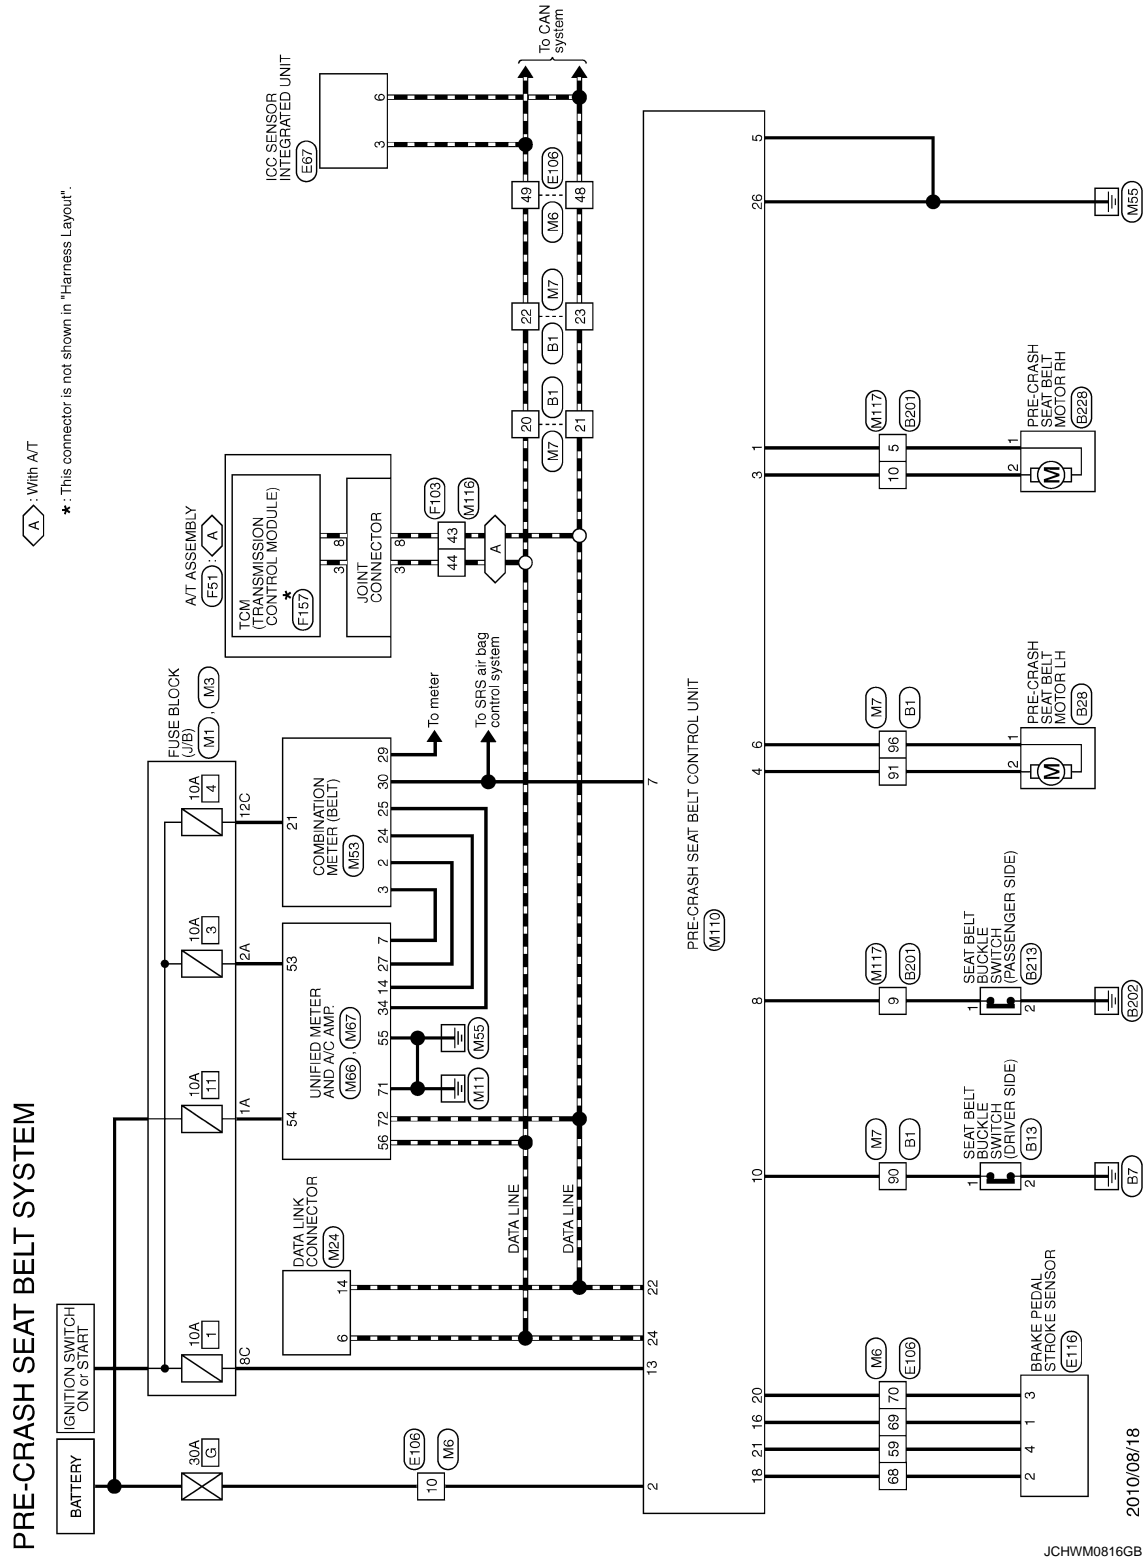 PRE-CRASH SEAT BELT SYSTEM
A : With A/T
* : This connector is not shown in "Harness Layout".
BATTERY
IGNITION SWITCH
ON or START
30A
G
10A
1
10A
11
10A
3
10A
4
FUSE BLOCK
(J/B)
M1 , M3
8C
1A
2A
12C
E106
10
M6
DATA LINK
CONNECTOR
M24
6
14
54
53
UNIFIED METER
AND A/C AMP.
M66 , M67
56
72
71
55
34
14
27
7
M11
M55
21
COMBINATION
METER (BELT)
M53
3
2
24
25
30
29
To meter
To SRS air bag
control system
A/T ASSEMBLY
F51 : A
TCM
(TRANSMISSION
CONTROL MODULE)
*
F157
3
8
JOINT
CONNECTOR
3
8
44
43
F103
M116
A
ICC SENSOR
INTEGRATED UNIT
E67
3
6
DATA LINE
DATA LINE
20
21
M7
B1
22
23
B1
M7
49
48
M6
E106
To CAN
system
2
13
24
22
7
PRE-CRASH SEAT BELT CONTROL UNIT
M110
18
21
16
20
10
8
4
6
3
1
26
5
68
59
69
70
M6
E106
2
4
1
3
BRAKE PEDAL
STROKE SENSOR
E116
90
M7
B1
1
2
SEAT BELT
BUCKLE
SWITCH
(DRIVER SIDE)
B13
B7
9
M117
B201
1
2
SEAT BELT
BUCKLE
SWITCH
(PASSENGER SIDE)
B213
B202
91
96
M7
B1
2
1
M
PRE-CRASH
SEAT BELT
MOTOR LH
B28
10
5
M117
B201
2
1
M
PRE-CRASH
SEAT BELT
MOTOR RH
B228
M55
2010/08/18
JCHWM0816GB